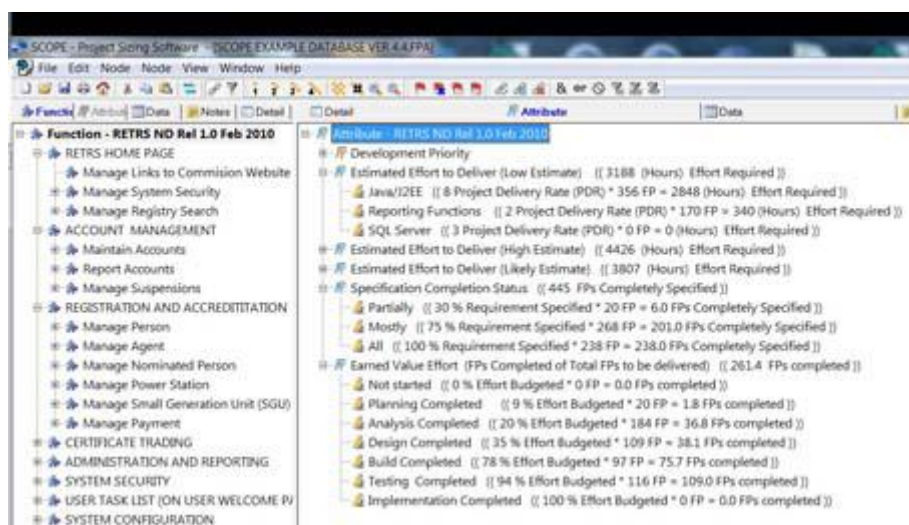 SCOPE - Project Sizing Software - [SCOPE EXAMPLE DATABASE VER 4.4.FPA]
File Edit Node Node View Window Help
& or
Functi Attribut Data Notes Detail
Detail Attribute Data
Function - RETRS ND Rel 1.0 Feb 2010
RETRS HOME PAGE
Manage Links to Commision Website
Manage System Security
Manage Registry Search
ACCOUNT MANAGEMENT
Maintain Accounts
Report Accounts
Manage Suspensions
REGISTRATION AND ACCREDITITATION
Manage Person
Manage Agent
Manage Nominated Person
Manage Power Station
Manage Small Generation Unit (SGU)
Manage Payment
CERTIFICATE TRADING
ADMINISTRATION AND REPORTING
SYSTEM SECURITY
USER TASK LIST (ON USER WELCOME PA
SYSTEM CONFIGURATION
Attribute - RETRS ND Rel 1.0 Feb 2010
Development Priority
Estimated Effort to Deliver (Low Estimate) (( 3188 (Hours) Effort Required ))
Java/J2EE (( 8 Project Delivery Rate (PDR) * 356 FP = 2848 (Hours) Effort Required ))
Reporting Functions (( 2 Project Delivery Rate (PDR) * 170 FP = 340 (Hours) Effort Required ))
SQL Server (( 3 Project Delivery Rate (PDR) * 0 FP = 0 (Hours) Effort Required ))
Estimated Effort to Deliver (High Estimate) (( 4426 (Hours) Effort Required ))
Estimated Effort to Deliver (Likely Estimate) (( 3807 (Hours) Effort Required ))
Specification Completion Status (( 445 FPs Completely Specified ))
Partially (( 30 % Requirement Specified * 20 FP = 6.0 FPs Completely Specified ))
Mostly (( 75 % Requirement Specified * 268 FP = 201.0 FPs Completely Specified ))
All (( 100 % Requirement Specified * 238 FP = 238.0 FPs Completely Specified ))
Earned Value Effort (FPs Completed of Total FPs to be delivered) (( 261.4 FPs completed ))
Not started (( 0 % Effort Budgeted * 0 FP = 0.0 FPs completed ))
Planning Completed (( 9 % Effort Budgeted * 20 FP = 1.8 FPs completed ))
Analysis Completed (( 20 % Effort Budgeted * 184 FP = 36.8 FPs completed ))
Design Completed (( 35 % Effort Budgeted * 109 FP = 38.1 FPs completed ))
Build Completed (( 78 % Effort Budgeted * 97 FP = 75.7 FPs completed ))
Testing Completed (( 94 % Effort Budgeted * 116 FP = 109.0 FPs completed ))
Implementation Completed (( 100 % Effort Budgeted * 0 FP = 0.0 FPs completed ))